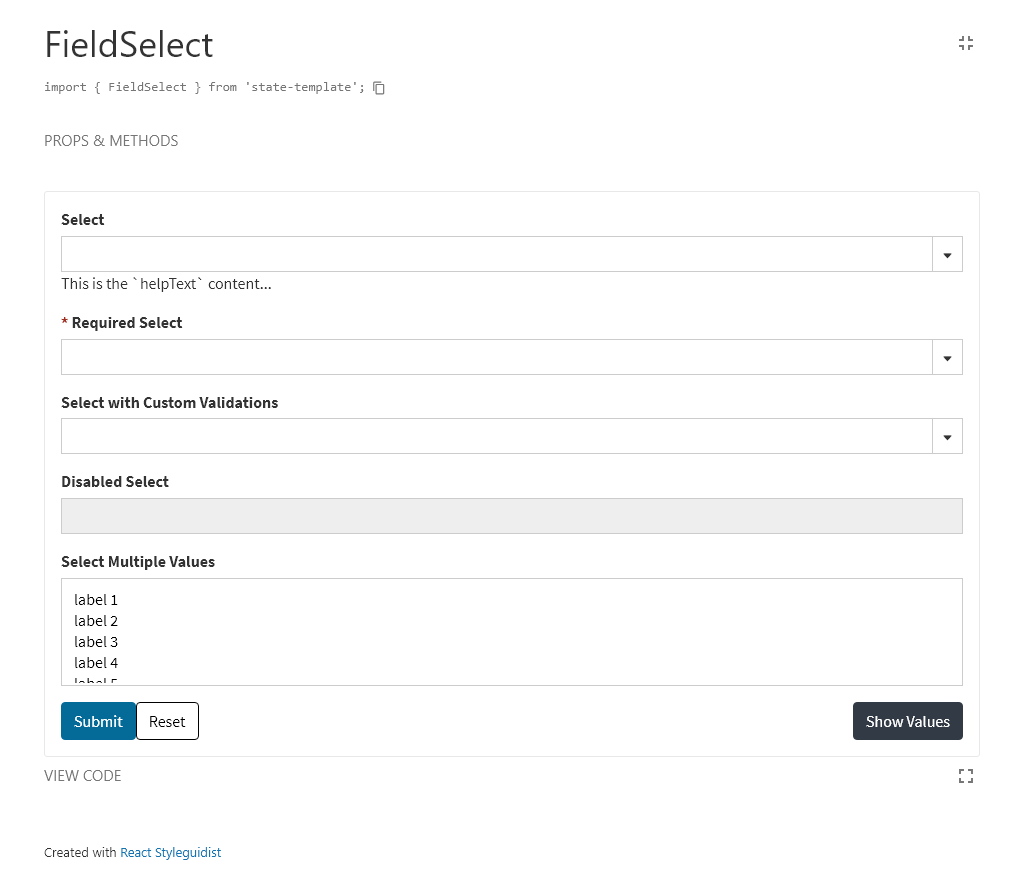 FieldSelect
import { FieldSelect } from 'state-template';
PROPS & METHODS
Select
This is the `helpText` content...
* Required Select
Select with Custom Validations
Disabled Select
Select Multiple Values
label 1
label 2
label 3
label 4
label 5
Submit
Reset
Show Values
VIEW CODE
Created with React Styleguidist